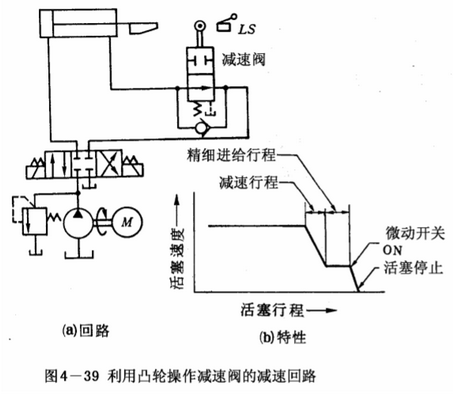 LS
减速阀
M
精细进给行程
减速行程
活塞速度
微动开关
ON
活塞停止
活塞行程
(a)回路
(b)特性
图4—39 利用凸轮操作减速阀的减速回路